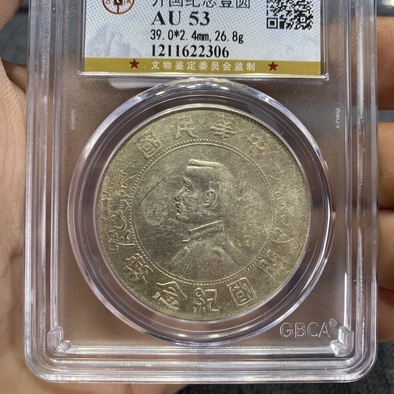 开国纪念壹圆
AU 53
39.0*2.4mm, 26.8g
1211622306
★ 文物鉴定委员会监制 ★
中華民國
開國紀念幣
GBCA®